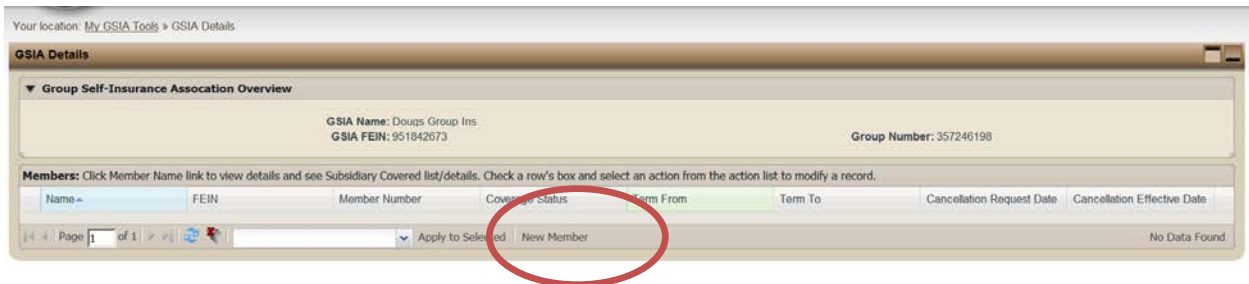 Your location: My GSIA Tools » GSIA Details
GSIA Details
Group Self-Insurance Assocation Overview
GSIA Name: Dougs Group Ins
GSIA FEIN: 951842673 Group Number: 357246198
Members: Click Member Name link to view details and see Subsidiary Covered list/details. Check a row's box and select an action from the action list to modify a record.
Name FEIN Member Number Coverage Status Term From Term To Cancellation Request Date Cancellation Effective Date
Page 1 of 1 Apply to Selected New Member No Data Found